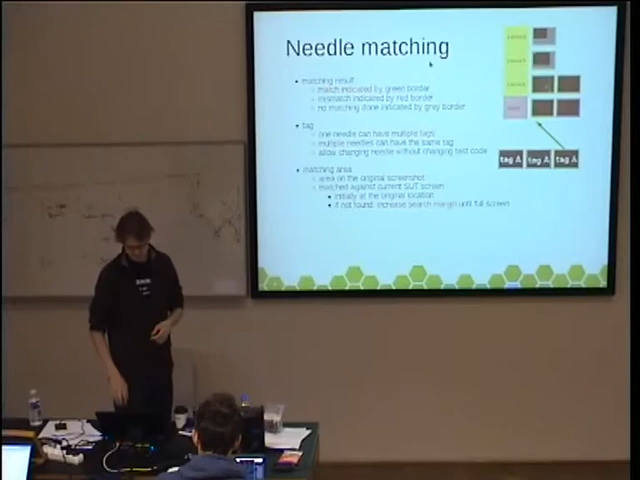 Needle matching
matching result
match indicated by green border
mismatch indicated by red border
no matching done indicated by grey border
tag
one needle can have multiple tags
multiple needles can have the same tag
allow changing needle without changing test code
matching area
area on the original screenshot
matched against current SUT screen
initially at the original location
if not found: increase search margin until full screen
tag A
tag A
tag A